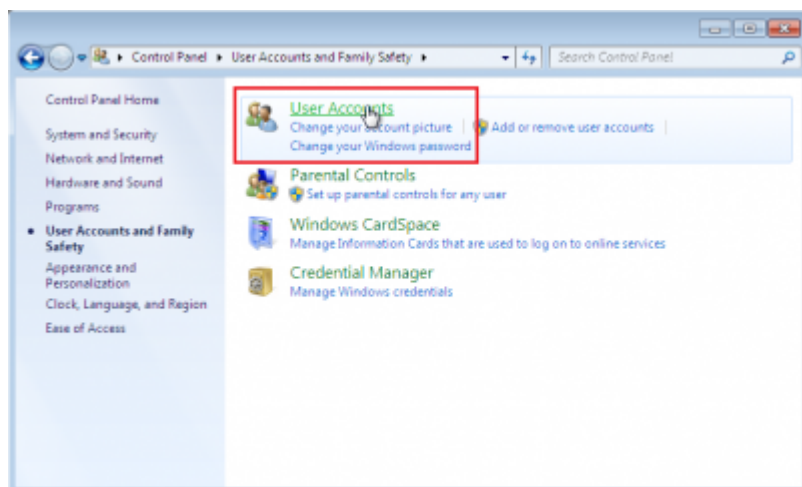 Control Panel ▸ User Accounts and Family Safety ▸
Search Control Panel
Control Panel Home
System and Security
Network and Internet
Hardware and Sound
Programs
User Accounts and Family
Safety
Appearance and
Personalization
Clock, Language, and Region
Ease of Access
User Accounts
Change your account picture Add or remove user accounts
Change your Windows password
Parental Controls
Set up parental controls for any user
Windows CardSpace
Manage Information Cards that are used to log on to online services
Credential Manager
Manage Windows credentials